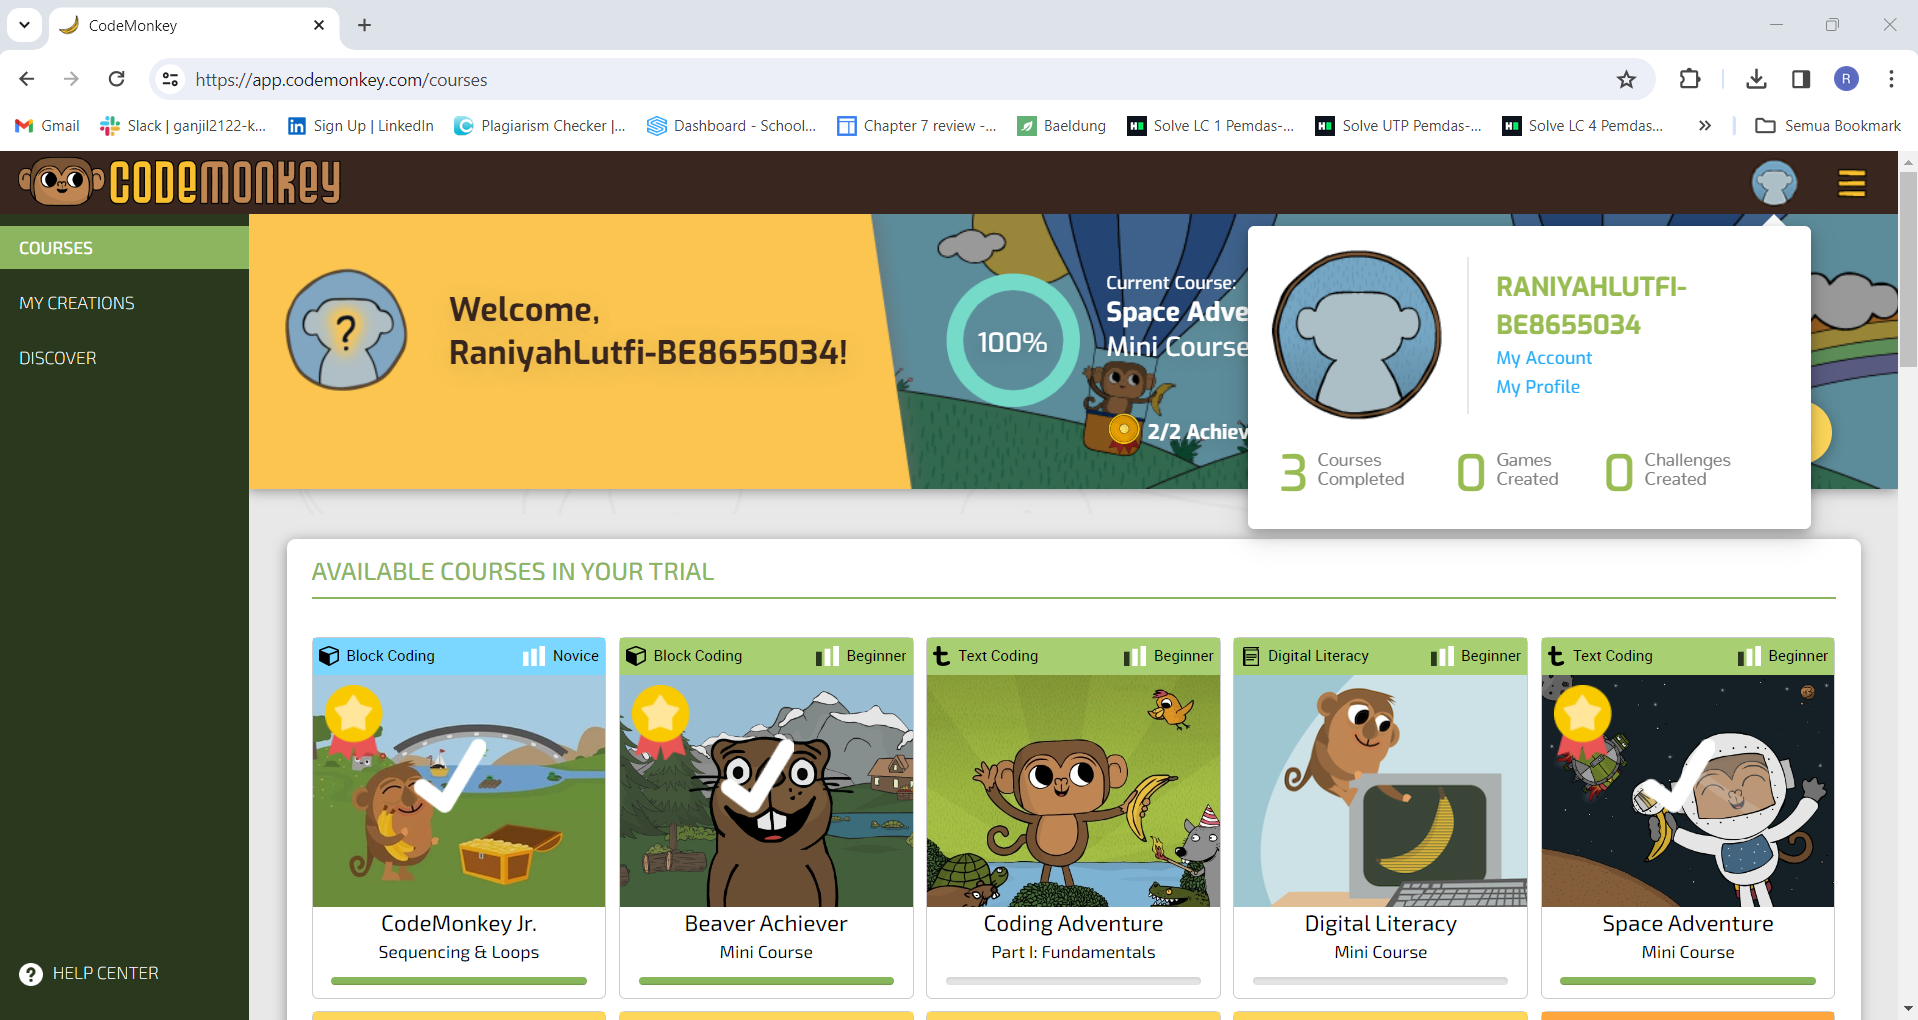 CodeMonkey
https://app.codemonkey.com/courses
R
Gmail
Slack | ganjil2122-k...
Sign Up | LinkedIn
Plagiarism Checker |...
Dashboard - School...
Chapter 7 review -...
Baeldung
Solve LC 1 Pemdas-...
Solve UTP Pemdas-...
Solve LC 4 Pemdas...
Semua Bookmark
CODEMONKEY
COURSES
MY CREATIONS
DISCOVER
HELP CENTER
?
Welcome,
RaniyahLutfi-BE8655034!
100%
Current Course:
Space Adve
Mini Course
2/2 Achiev
RANIYAHLUTFI-
BE8655034
My Account
My Profile
3 Courses Completed
0 Games Created
0 Challenges Created
AVAILABLE COURSES IN YOUR TRIAL
Block Coding Novice
CodeMonkey Jr.
Sequencing & Loops
Block Coding Beginner
Beaver Achiever
Mini Course
Text Coding Beginner
Coding Adventure
Part I: Fundamentals
Digital Literacy Beginner
Digital Literacy
Mini Course
Text Coding Beginner
Space Adventure
Mini Course